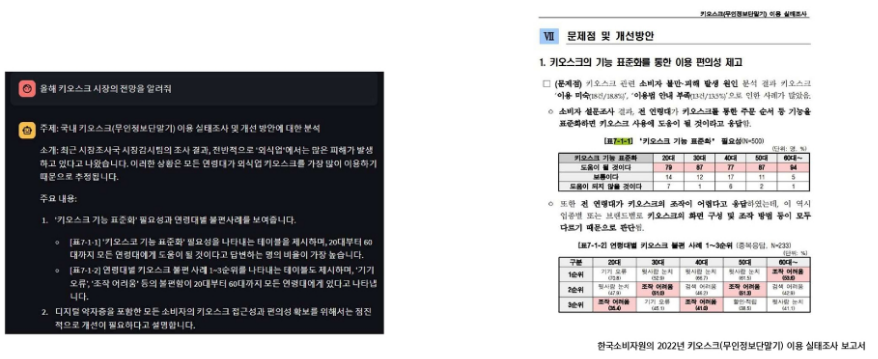 올해 키오스크 시장의 전망을 알려줘
주제: 국내 키오스크(무인정보단말기) 이용 실태조사 및 개선 방안에 대한 분석
소개: 최근 시장조사국 시장감시팀의 조사 결과, 전반적으로 '외식업'에서는 많은 피해가 발생
하고 있다고 나왔습니다. 이러한 상황은 모든 연령대가 외식업 키오스크를 가장 많이 이용하기
때문으로 추정됩니다.
주요 내용:
1. '키오스크 기능 표준화' 필요성과 연령대별 불편사례를 보여줍니다.
[표7-1-1] '키오스코 기능 표준화' 필요성을 나타내는 테이블을 제시하며, 20대부터 60
대까지 모든 연령대에게 도움이 될 것이다고 답변하는 명의 비율이 가장 높습니다.
[표7-1-2] 연령대별 키오스크 불편 사례 1~3순위를 나타내는 테이블도 제시하며, '기기
오류', '조작 어려움' 등의 불편함이 20대부터 60대까지 모든 연령대에게 있다고 나타냅
니다.
2. 디지털 약자층을 포함한 모든 소비자의 키오스크 접근성과 편의성 확보를 위해서는 점진
적으로 개선이 필요하다고 설명합니다.
키오스크(무인정보단말기) 이용 실태조사
Ⅶ 문제점 및 개선방안
1. 키오스크의 기능 표준화를 통한 이용 편의성 제고
□ (문제점) 키오스크 관련 소비자 불만·피해 발생 원인 분석 결과 키오스크
'이용 미숙(18건/18.8%)', '이용법 안내 부족(13건/13.5%)'으로 인한 사례가 많았음.
ㅇ 소비자 설문조사 결과, 전 연령대가 키오스크를 통한 주문 순서 등 기능을
표준화하면 키오스크 사용에 도움이 될 것이라고 응답함.
[표7-1-1] "키오스크 기능 표준화" 필요성(N=500)
(단위: 명, %)
키오스크 기능 표준화 20대 30대 40대 50대 60대~
도움이 될 것이다 79 87 77 87 94
보통이다 14 12 17 11 5
도움이 되지 않을 것이다 7 1 6 2 1
ㅇ 또한 전 연령대가 키오스크의 조작이 어렵다고 응답하였는데, 이 역시
업종별 또는 브랜드별로 키오스크의 화면 구성 및 조작 방법 등이 모두
다르기 때문으로 판단됨.
[표7-1-2] 연령대별 키오스크 불편 사례 1~3순위 (중복응답, N=233)
(단위: %)
구분 20대 30대 40대 50대 60대~
1순위 기기 오류 뒷사람 눈치 뒷사람 눈치 뒷사람 눈치 조작 어려움
2순위 뒷사람 눈치 조작 어려움 검색 어려움 조작 어려움 검색 어려움
3순위 조작 어려움 기기 오류 조작 어려움 뒷사람 눈치
한국소비자원의 2022년 키오스크(무인정보단말기) 이용 실태조사 보고서